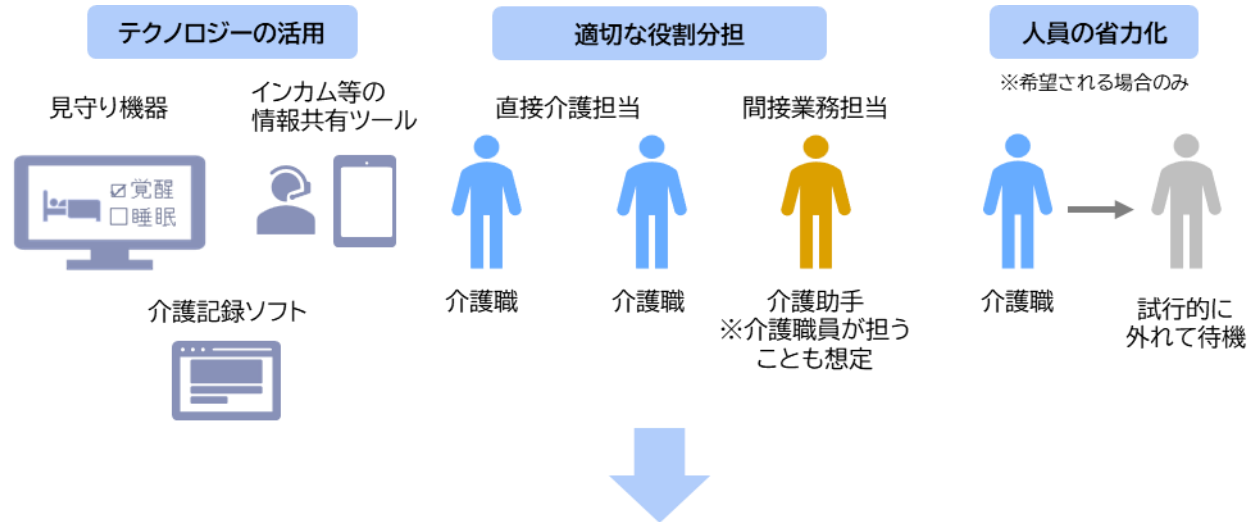 テクノロジーの活用
見守り機器
インカム等の
情報共有ツール
☑覚醒
□睡眠
介護記録ソフト
適切な役割分担
直接介護担当
間接業務担当
介護職
介護職
介護助手
※介護職員が担う
ことも想定
人員の省力化
※希望される場合のみ
介護職
試行的に
外れて待機